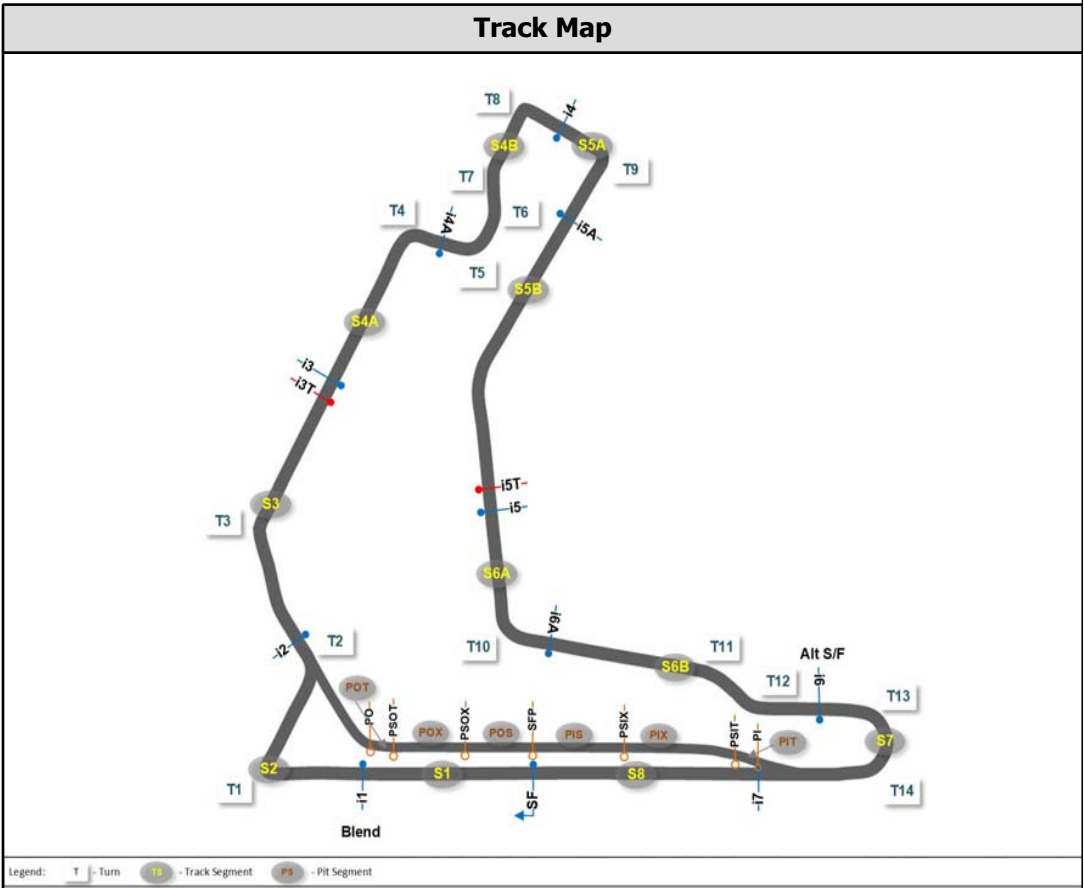 Track Map
T8
-i4-
S4B
S5A
T9
T7
T4
-i4A-
T6
-i5A-
T5
S5B
S4A
-i3-
-i3T-
-i5T-
-i5-
S3
T3
S6A
-i6A-
-i2-
T2
T10
T11
S6B
Alt S/F
-i6-
T12
T13
POT
-PO-
-PSOT-
POX
-PSOX-
POS
-SFP-
PIS
-PSIX-
PIX
-PSIT-
-PI-
PIT
S7
S2
S1
S8
T1
-i1-
-SF-
-i7-
T14
Blend
Legend: T - Turn TS - Track Segment PS - Pit Segment